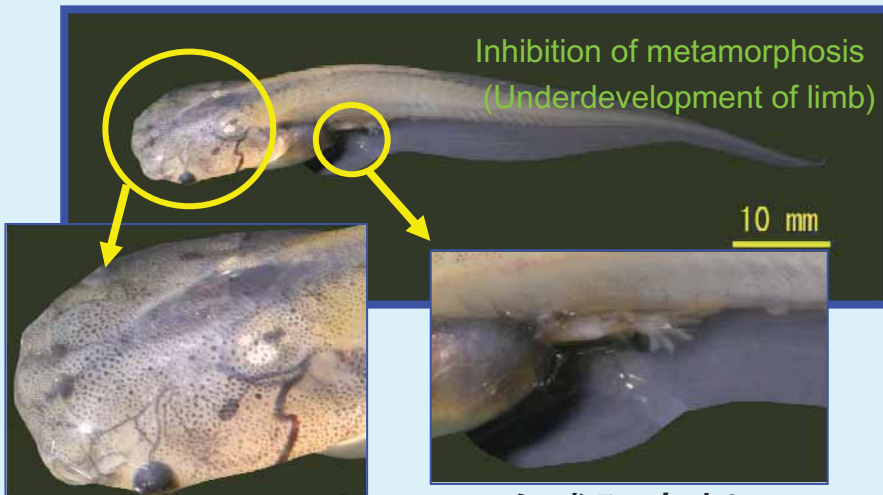 Inhibition of metamorphosis
(Underdevelopment of limb)
10 mm